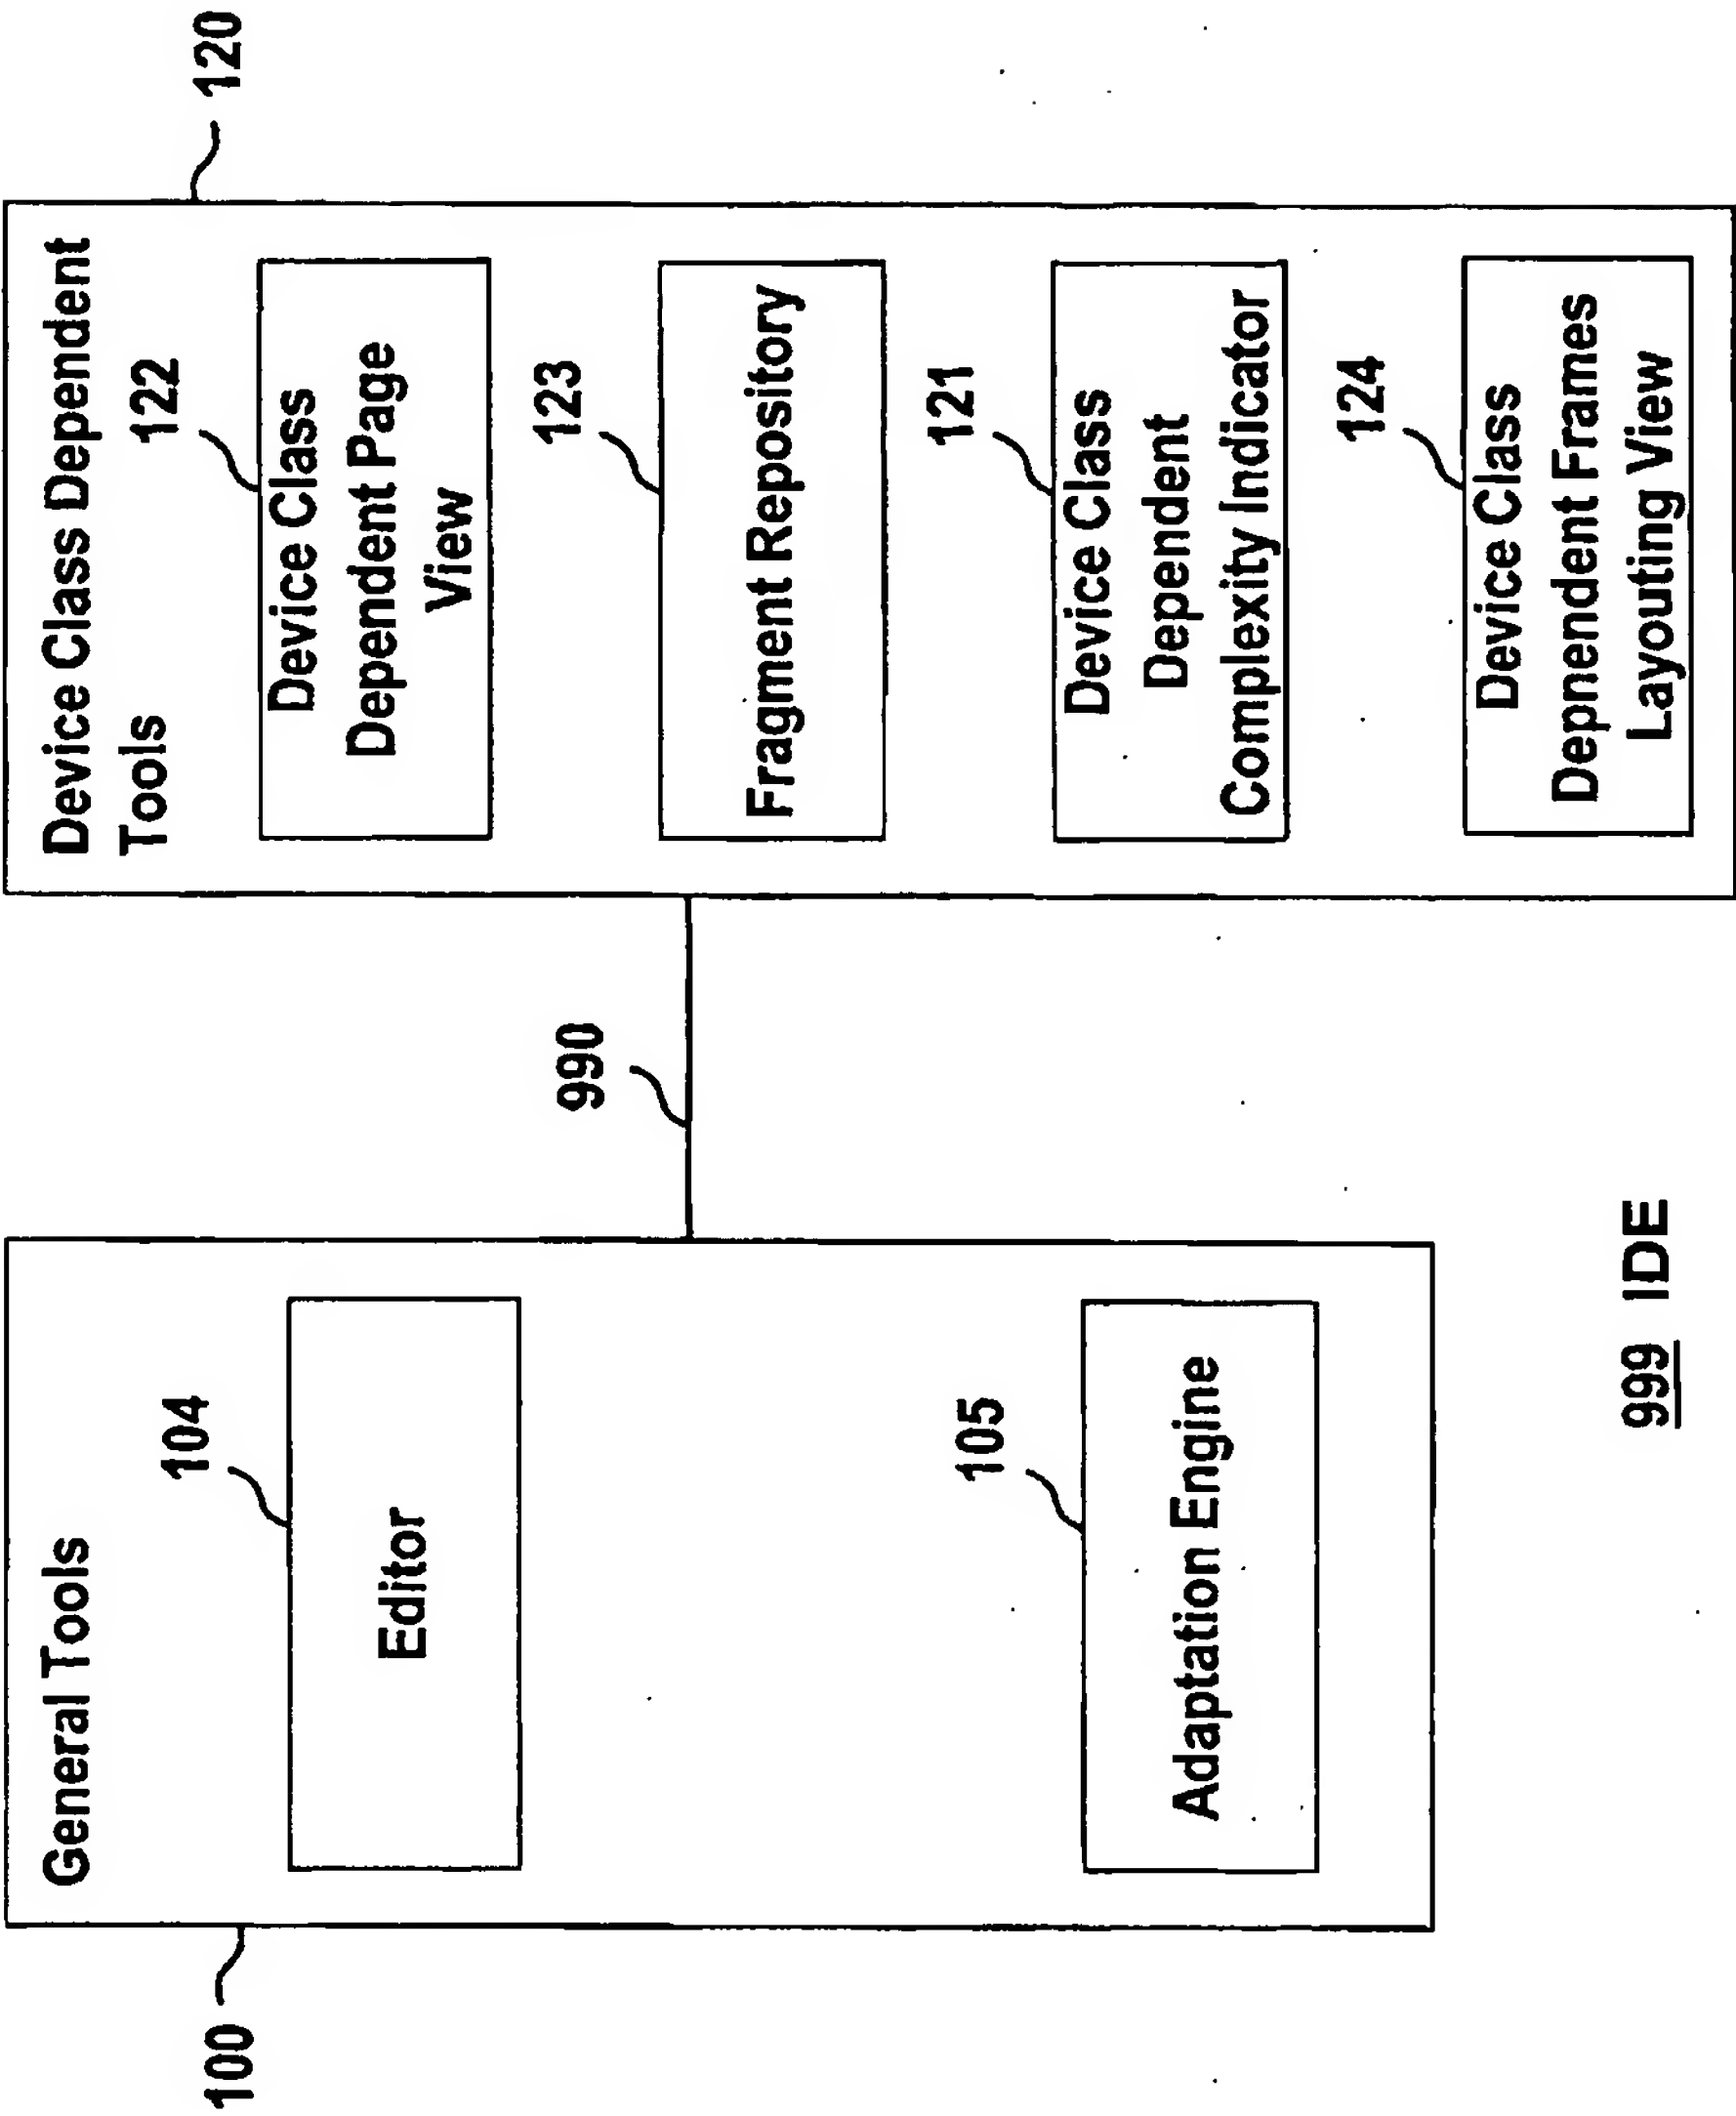 100
General Tools
104
Editor
105
Adaptation Engine
990
120
Device Class Dependent
Tools
122
Device Class
Dependent Page
View
123
Fragment Repository
121
Device Class
Dependent
Complexity Indicator
124
Device Class
Depnendent Frames
Layouting View
999 IDE